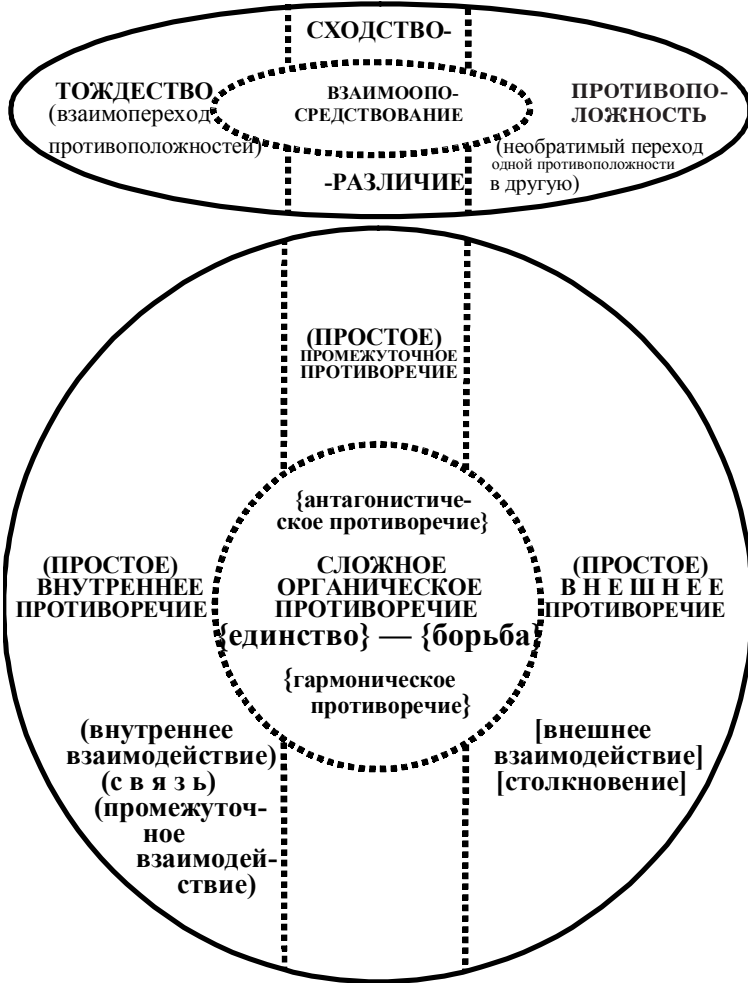 СХОДСТВО-
ТОЖДЕСТВО
(взаимопереход
противоположностей)
ВЗАИМООПО-
СРЕДСТВОВАНИЕ
ПРОТИВОПО-
ЛОЖНОСТЬ
(необратимый переход
одной противоположности
в другую)
-РАЗЛИЧИЕ
(ПРОСТОЕ)
ПРОМЕЖУТОЧНОЕ
ПРОТИВОРЕЧИЕ
{антагонистиче-
ское противоречие}
(ПРОСТОЕ)
ВНУТРЕННЕЕ
ПРОТИВОРЕЧИЕ
СЛОЖНОЕ
ОРГАНИЧЕСКОЕ
ПРОТИВОРЕЧИЕ
{единство} — {борьба}
(ПРОСТОЕ)
В Н Е Ш Н Е Е
ПРОТИВОРЕЧИЕ
{гармоническое
противоречие}
(внутреннее
взаимодействие)
(с в я з ь)
(промежуточ-
ное
взаимодей-
ствие)
[внешнее
взаимодействие]
[столкновение]